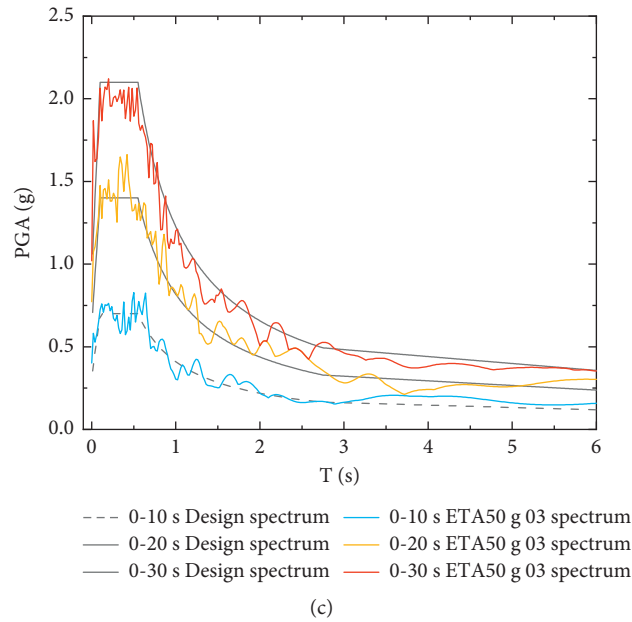 2.5
2.0
1.5
1.0
0.5
0.0
PGA (g)
0 1 2 3 4 5 6
T (s)
0-10 s Design spectrum 0-10 s ETA50 g 03 spectrum
0-20 s Design spectrum 0-20 s ETA50 g 03 spectrum
0-30 s Design spectrum 0-30 s ETA50 g 03 spectrum
(c)